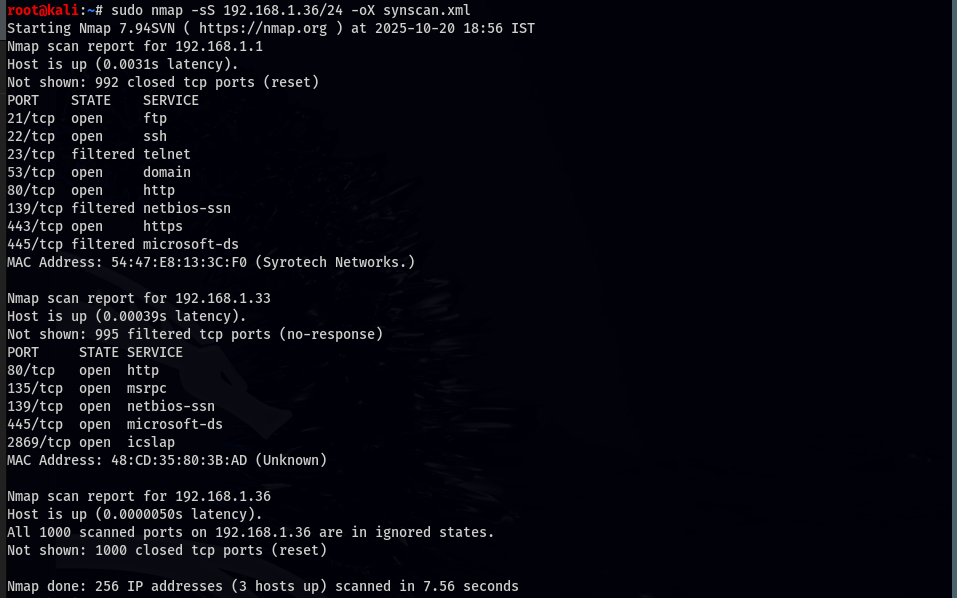 root@kali:~# sudo nmap -sS 192.168.1.36/24 -oX synscan.xml
Starting Nmap 7.94SVN ( https://nmap.org ) at 2025-10-20 18:56 IST
Nmap scan report for 192.168.1.1
Host is up (0.0031s latency).
Not shown: 992 closed tcp ports (reset)
PORT    STATE    SERVICE
21/tcp  open     ftp
22/tcp  open     ssh
23/tcp  filtered telnet
53/tcp  open     domain
80/tcp  open     http
139/tcp filtered netbios-ssn
443/tcp open     https
445/tcp filtered microsoft-ds
MAC Address: 54:47:E8:13:3C:F0 (Syrotech Networks.)

Nmap scan report for 192.168.1.33
Host is up (0.00039s latency).
Not shown: 995 filtered tcp ports (no-response)
PORT     STATE SERVICE
80/tcp   open  http
135/tcp  open  msrpc
139/tcp  open  netbios-ssn
445/tcp  open  microsoft-ds
2869/tcp open  icslap
MAC Address: 48:CD:35:80:3B:AD (Unknown)

Nmap scan report for 192.168.1.36
Host is up (0.0000050s latency).
All 1000 scanned ports on 192.168.1.36 are in ignored states.
Not shown: 1000 closed tcp ports (reset)

Nmap done: 256 IP addresses (3 hosts up) scanned in 7.56 seconds